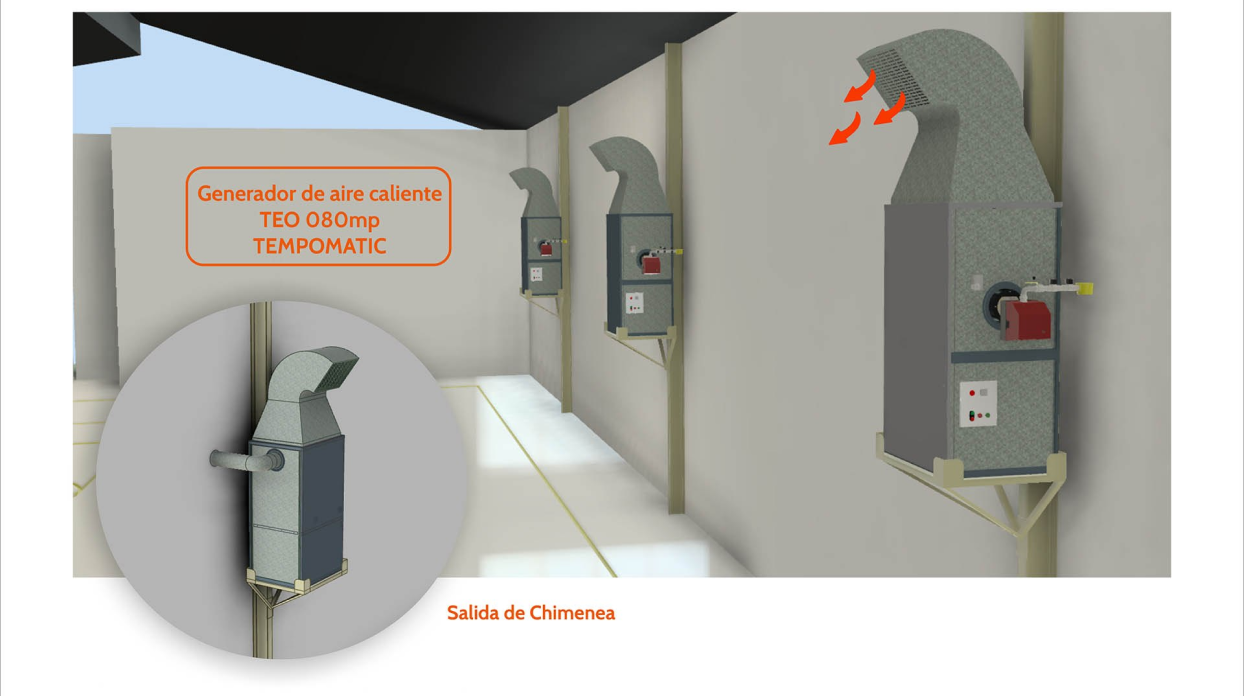 Generador de aire caliente
TEO 080mp
TEMPOMATIC
Salida de Chimenea